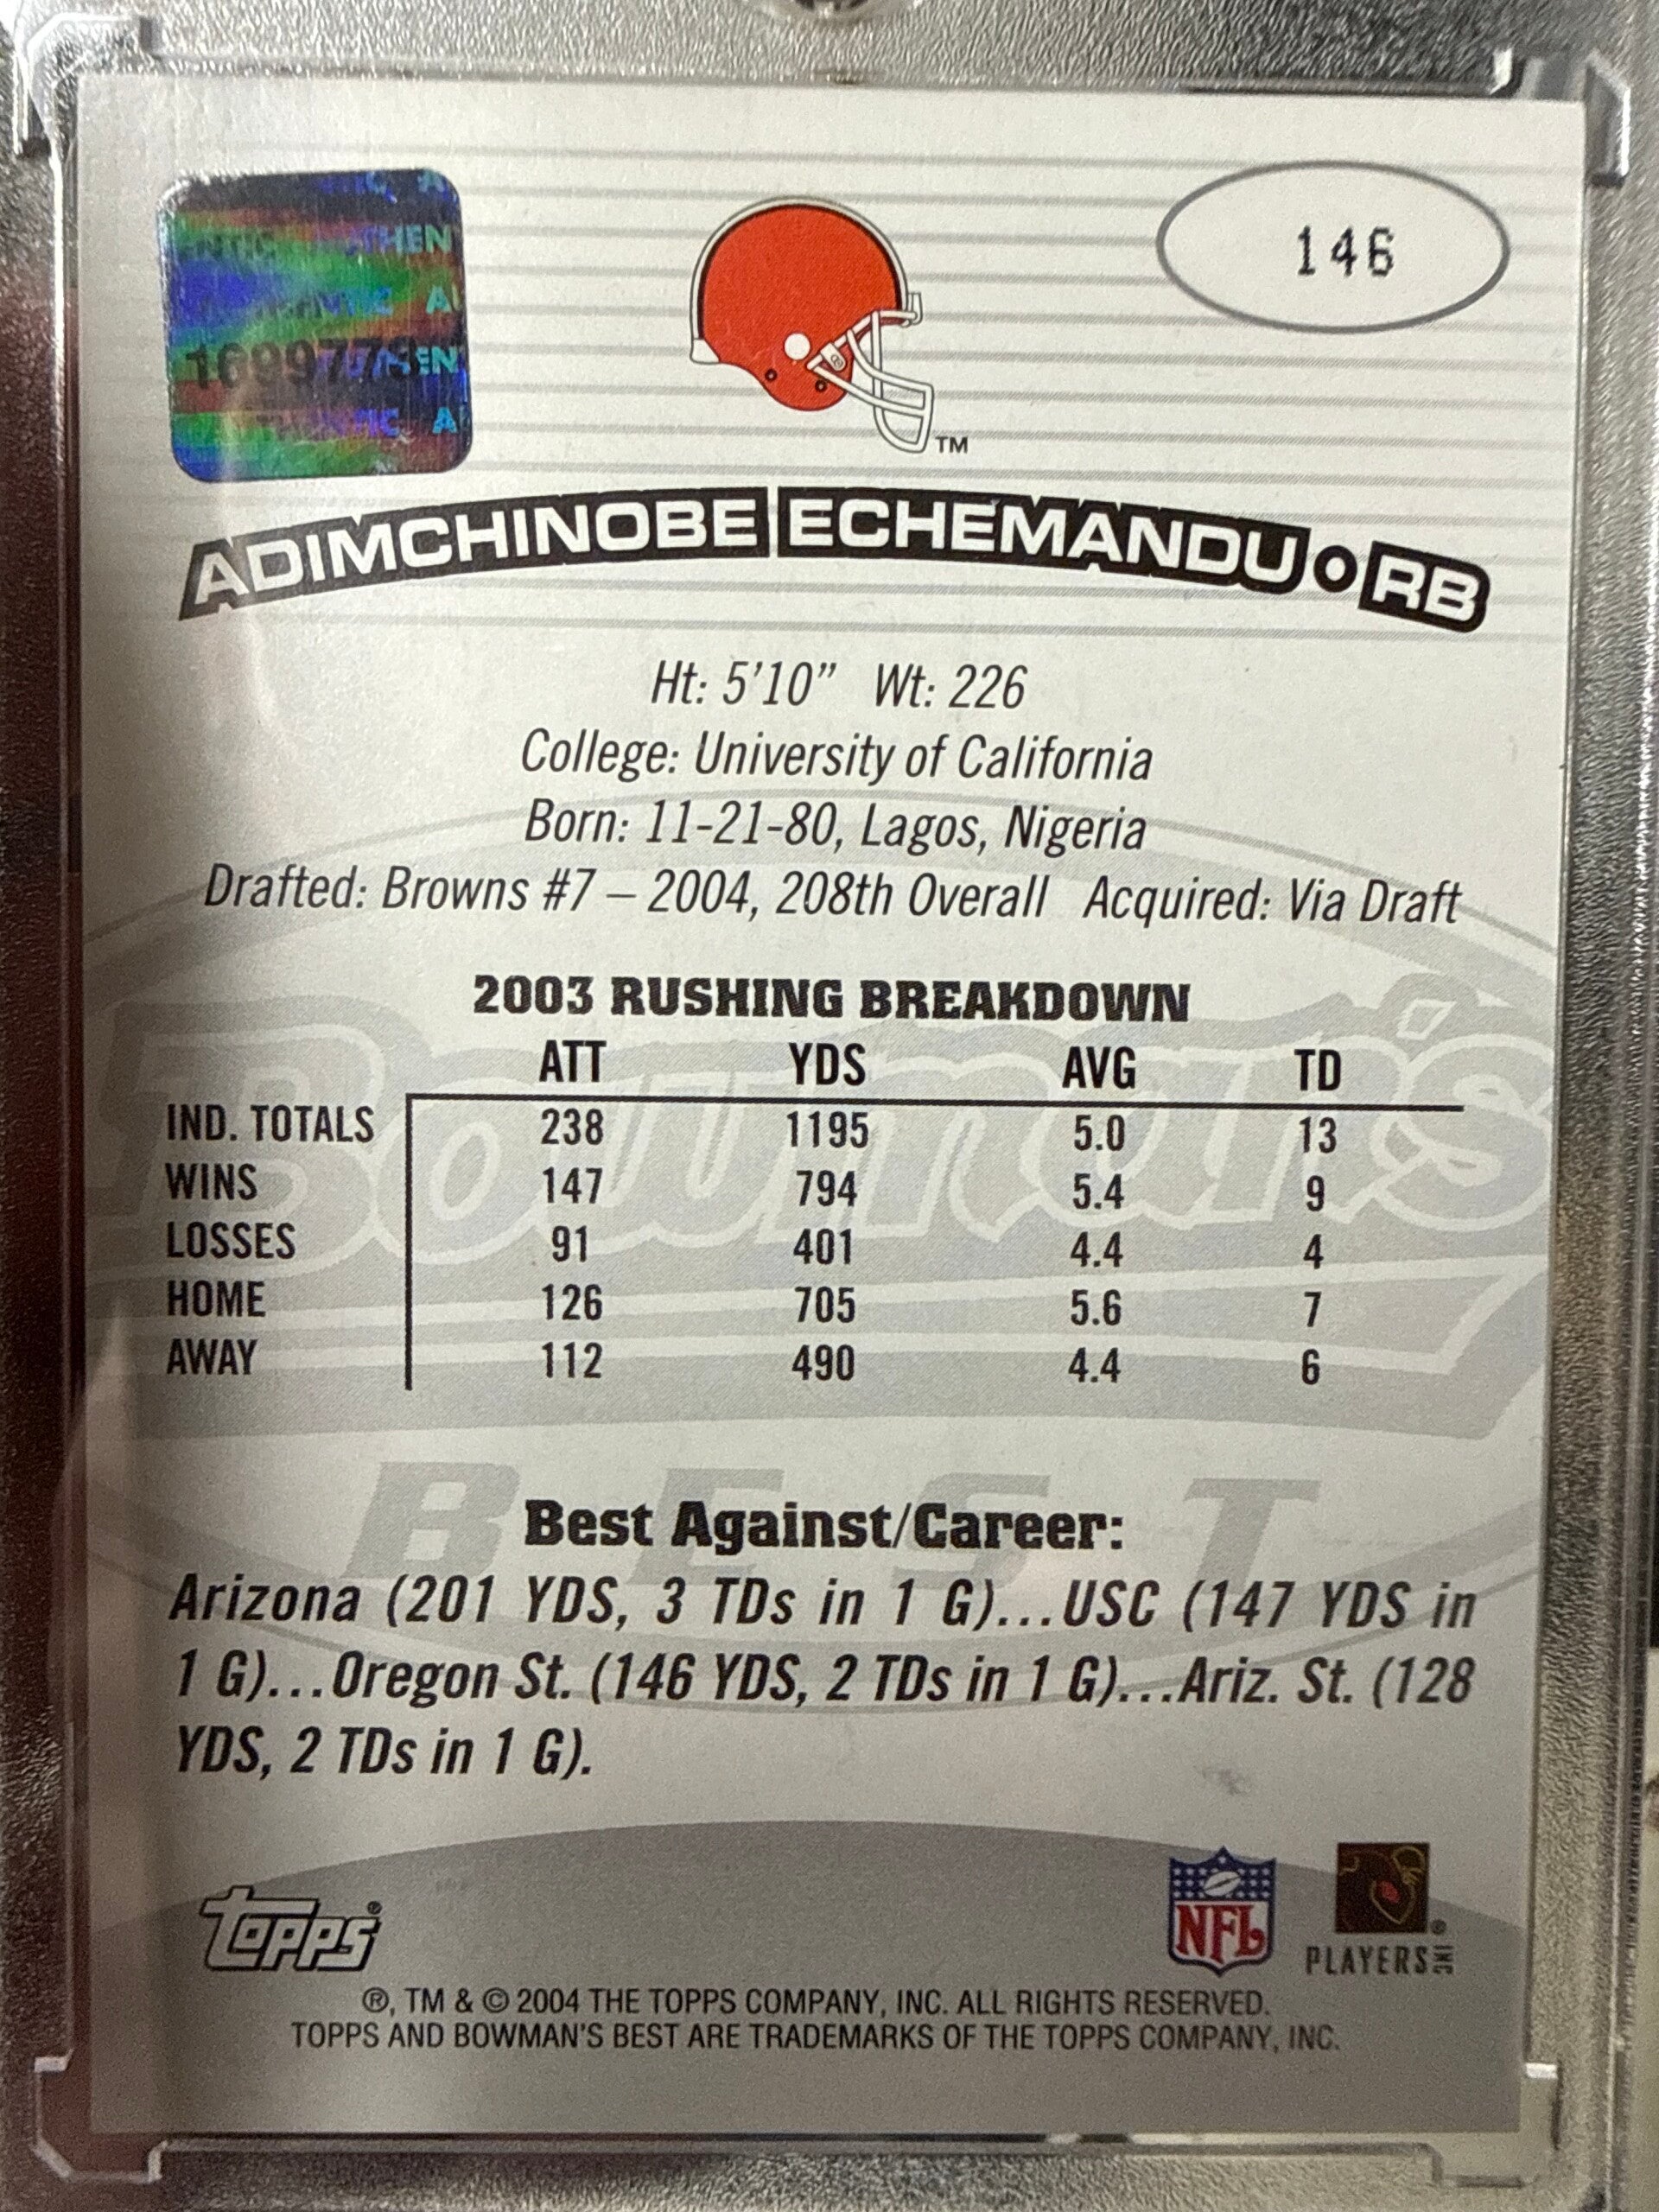 146
AUTHENTIC
TM
ADIMCHINOBE ECHEMANDU • RB
Ht: 5'10" Wt: 226
College: University of California
Born: 11-21-80, Lagos, Nigeria
Drafted: Browns #7 – 2004, 208th Overall Acquired: Via Draft
2003 RUSHING BREAKDOWN
ATT YDS AVG TD
IND. TOTALS 238 1195 5.0 13
WINS 147 794 5.4 9
LOSSES 91 401 4.4 4
HOME 126 705 5.6 7
AWAY 112 490 4.4 6
Bowman's
BEST
Best Against/Career:
Arizona (201 YDS, 3 TDs in 1 G)...USC (147 YDS in
1 G)...Oregon St. (146 YDS, 2 TDs in 1 G)...Ariz. St. (128
YDS, 2 TDs in 1 G).
Topps®
NFL
PLAYERS INC®
®, TM & © 2004 THE TOPPS COMPANY, INC. ALL RIGHTS RESERVED.
TOPPS AND BOWMAN'S BEST ARE TRADEMARKS OF THE TOPPS COMPANY, INC.